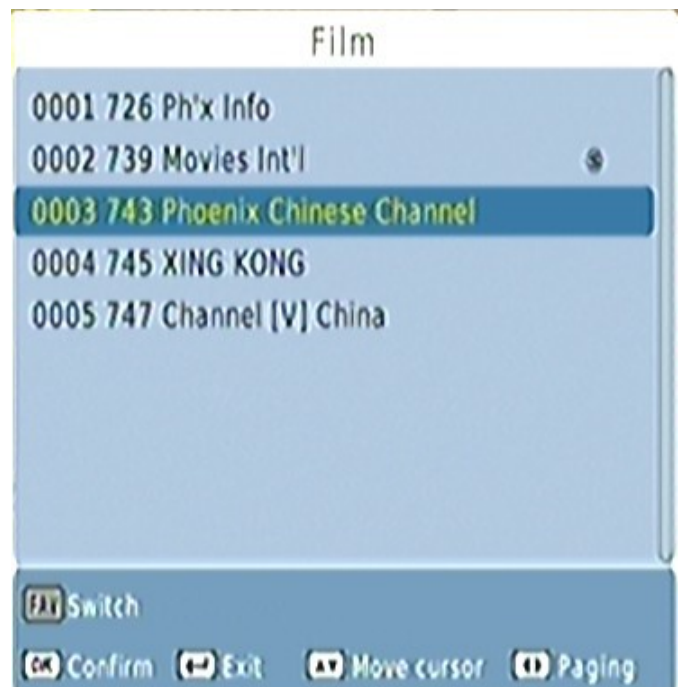 Film
0001 726 Ph'x Info
0002 739 Movies Int'l
0003 743 Phoenix Chinese Channel
0004 745 XING KONG
0005 747 Channel [V] China
FAV Switch
OK Confirm Exit Move cursor Paging